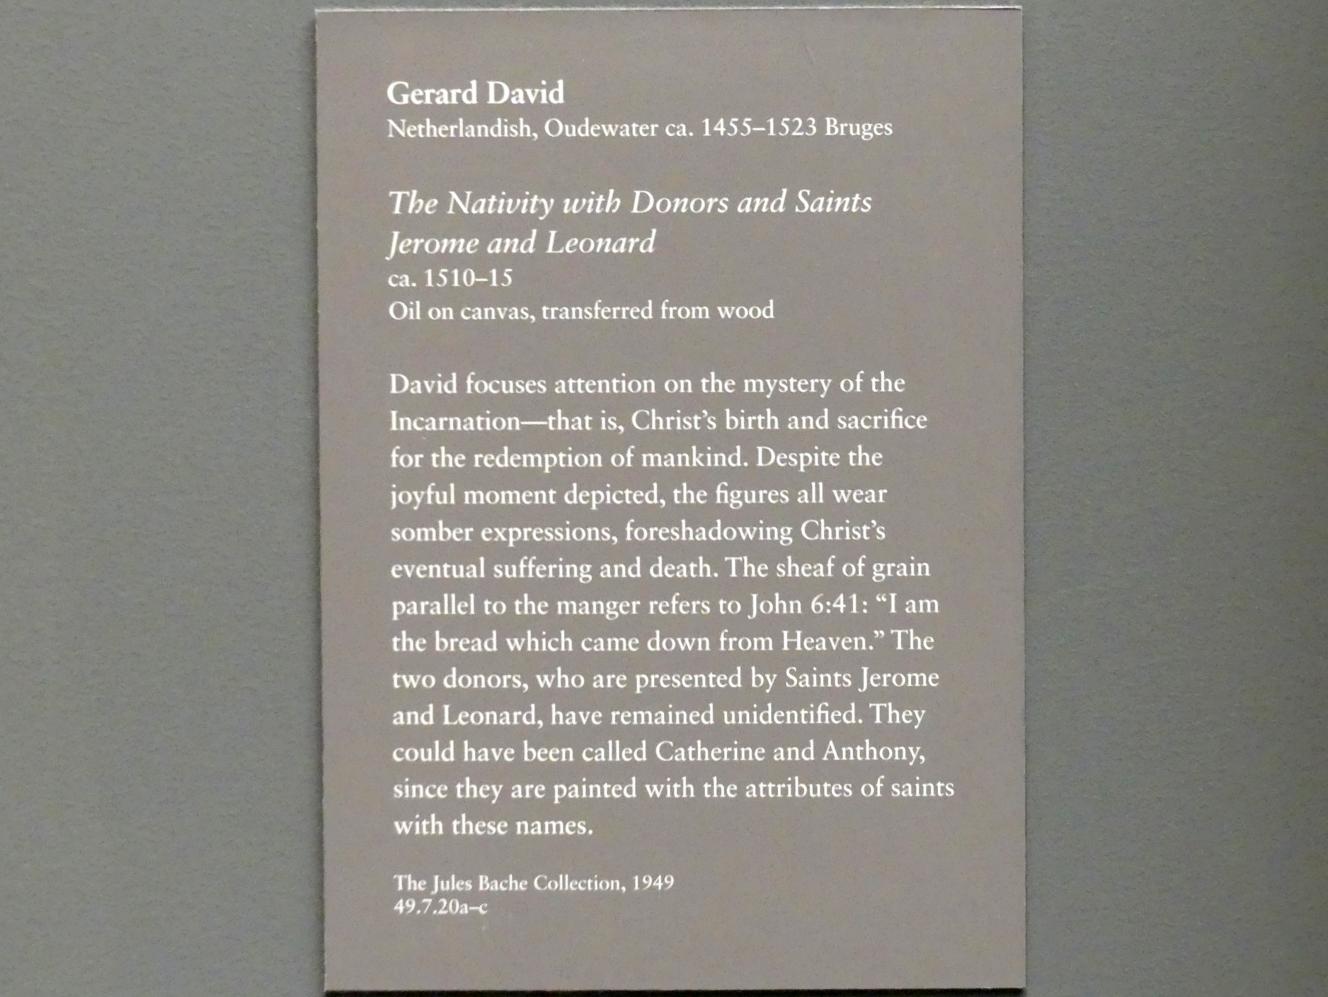 Gerard David
Netherlandish, Oudewater ca. 1455–1523 Bruges
The Nativity with Donors and Saints
Jerome and Leonard
ca. 1510–15
Oil on canvas, transferred from wood
David focuses attention on the mystery of the
Incarnation—that is, Christ’s birth and sacrifice
for the redemption of mankind. Despite the
joyful moment depicted, the figures all wear
somber expressions, foreshadowing Christ’s
eventual suffering and death. The sheaf of grain
parallel to the manger refers to John 6:41: “I am
the bread which came down from Heaven.” The
two donors, who are presented by Saints Jerome
and Leonard, have remained unidentified. They
could have been called Catherine and Anthony,
since they are painted with the attributes of saints
with these names.
The Jules Bache Collection, 1949
49.7.20a–c